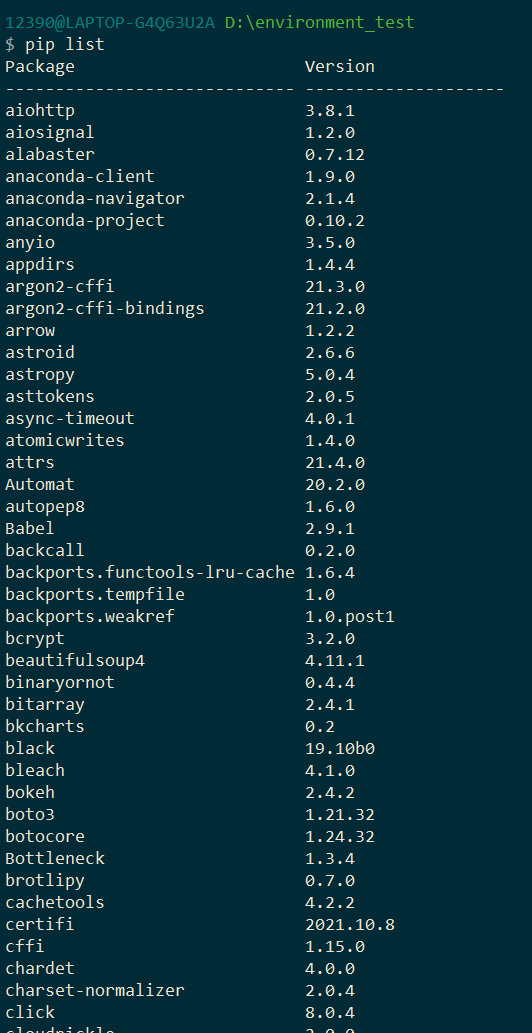 12390@LAPTOP-G4Q63U2A D:\environment_test
$ pip list
Package                       Version
----------------------------- --------------------
aiohttp                       3.8.1
aiosignal                     1.2.0
alabaster                     0.7.12
anaconda-client               1.9.0
anaconda-navigator            2.1.4
anaconda-project              0.10.2
anyio                         3.5.0
appdirs                       1.4.4
argon2-cffi                   21.3.0
argon2-cffi-bindings          21.2.0
arrow                         1.2.2
astroid                       2.6.6
astropy                       5.0.4
asttokens                     2.0.5
async-timeout                 4.0.1
atomicwrites                  1.4.0
attrs                         21.4.0
Automat                       20.2.0
autopep8                      1.6.0
Babel                         2.9.1
backcall                      0.2.0
backports.functools-lru-cache 1.6.4
backports.tempfile            1.0
backports.weakref             1.0.post1
bcrypt                        3.2.0
beautifulsoup4                4.11.1
binaryornot                   0.4.4
bitarray                      2.4.1
bkcharts                      0.2
black                         19.10b0
bleach                        4.1.0
bokeh                         2.4.2
boto3                         1.21.32
botocore                      1.24.32
Bottleneck                    1.3.4
brotlipy                      0.7.0
cachetools                    4.2.2
certifi                       2021.10.8
cffi                          1.15.0
chardet                       4.0.0
charset-normalizer            2.0.4
click                         8.0.4
cloudpickle                   2.0.0